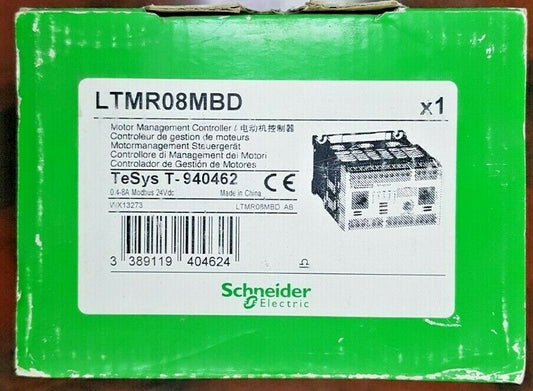 LTMR08MBD x1
Motor Management Controller / 电动机控制器
Controleur de gestion de moteurs
Motormanagement Steuergerät
Controllore di Management dei Motori
Controlador de Gestión de Motores
TeSys T- 940462 CE
0.4-8A Modbus 24Vdc Made in China
WX13273 LTMR08MBD AB
3 389119 404624
Schneider
Electric